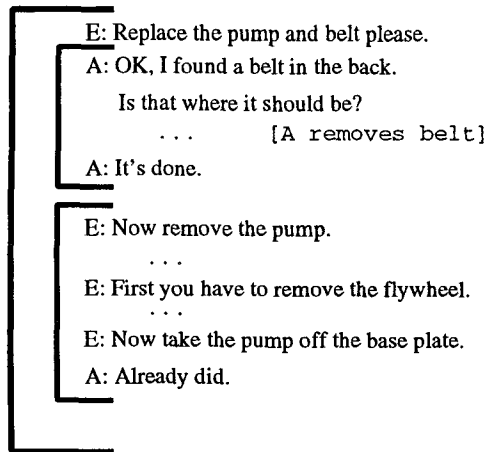 E: Replace the pump and belt please.
A: OK, I found a belt in the back.
Is that where it should be?
. . . [A removes belt]
A: It's done.
E: Now remove the pump.
. . .
E: First you have to remove the flywheel.
. . .
E: Now take the pump off the base plate.
A: Already did.